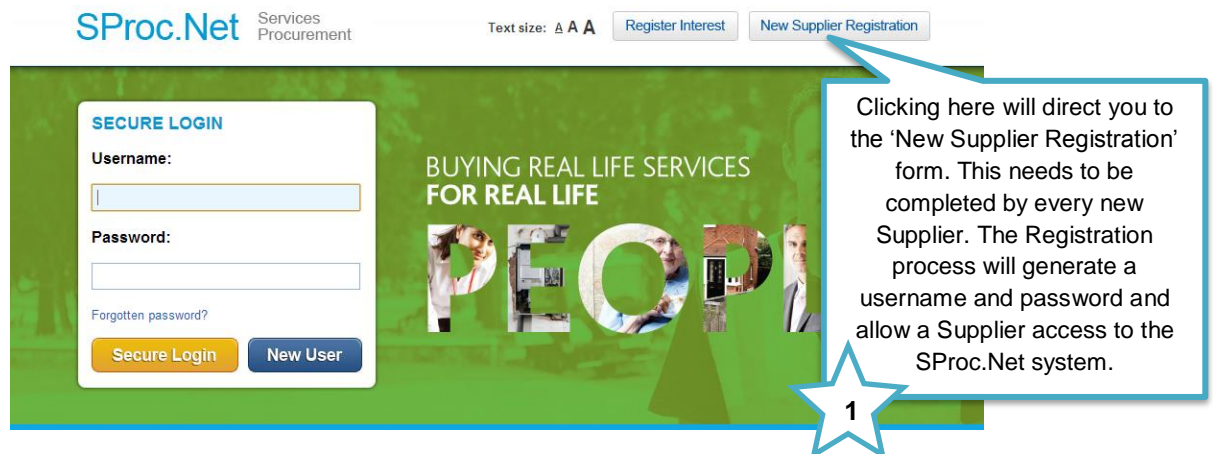 SProc.Net
Services
Procurement
Text size: A A A
Register Interest
New Supplier Registration
SECURE LOGIN
Username:
Password:
Forgotten password?
Secure Login
New User
BUYING REAL LIFE SERVICES
FOR REAL LIFE
PEOPL
Clicking here will direct you to
the ‘New Supplier Registration’
form. This needs to be
completed by every new
Supplier. The Registration
process will generate a
username and password and
allow a Supplier access to the
SProc.Net system.
1